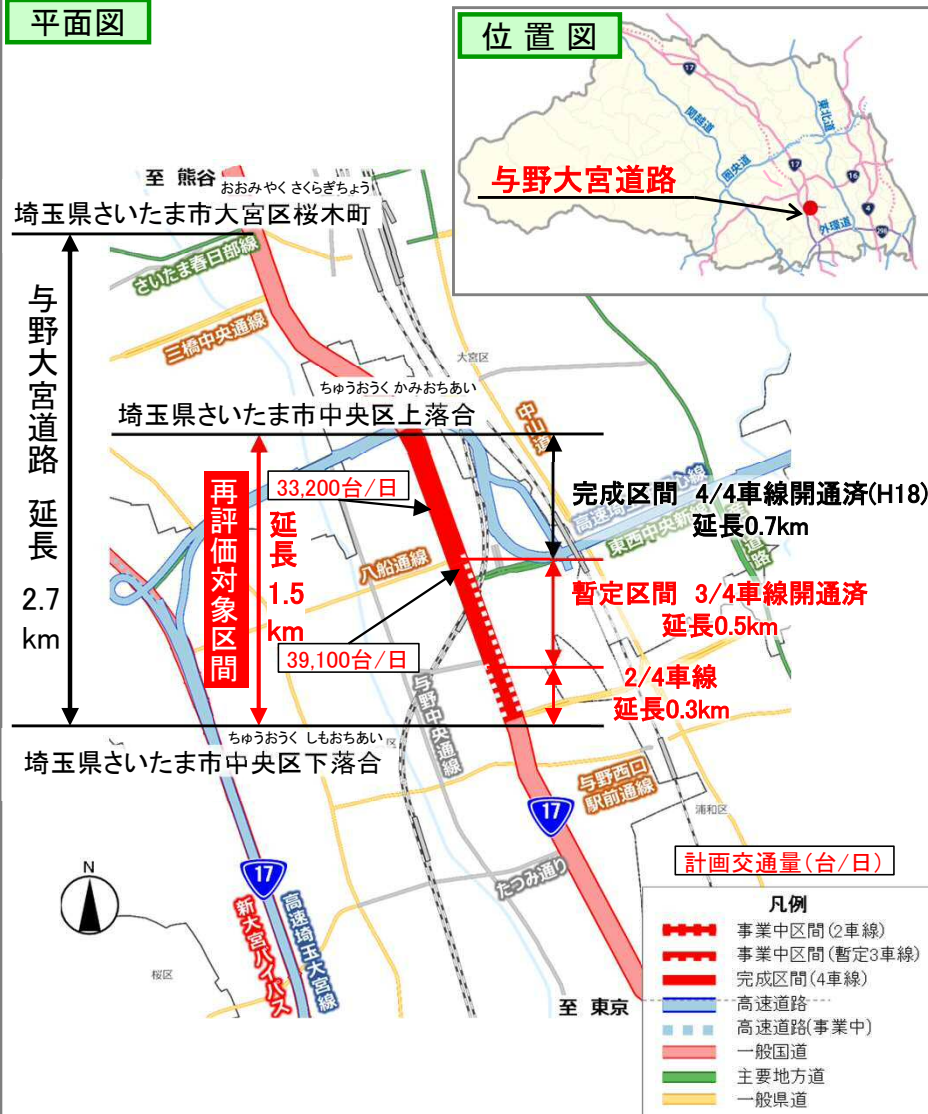 平面図
位置図
17
関越道
東北道
圏央道
17
16
4
外環道
298
与野大宮道路
至 熊谷
おおみやく さくらぎちょう
埼玉県さいたま市大宮区桜木町
さいたま春日部線
三橋中央通線
大宮区
中山道
ちゅうおうく かみおちあい
埼玉県さいたま市中央区上落合
与野大宮道路 延長
2.7
km
再評価対象区間
延長
1.5
km
33,200台/日
39,100台/日
八船通線
完成区間 4/4車線開通済(H18)
延長0.7km
東西中央新
道路
暫定区間 3/4車線開通済
延長0.5km
2/4車線
延長0.3km
与野中央通線
ちゅうおうく しもおちあい
区
埼玉県さいたま市中央区下落合
与野西口
駅前通線
浦和区
17
たつみ通り
N
17
新大宮バイパス
高速埼玉大宮線
桜区
至 東京
計画交通量(台/日)
凡例
事業中区間(2車線)
事業中区間(暫定3車線)
完成区間(4車線)
高速道路
高速道路(事業中)
一般国道
主要地方道
一般県道